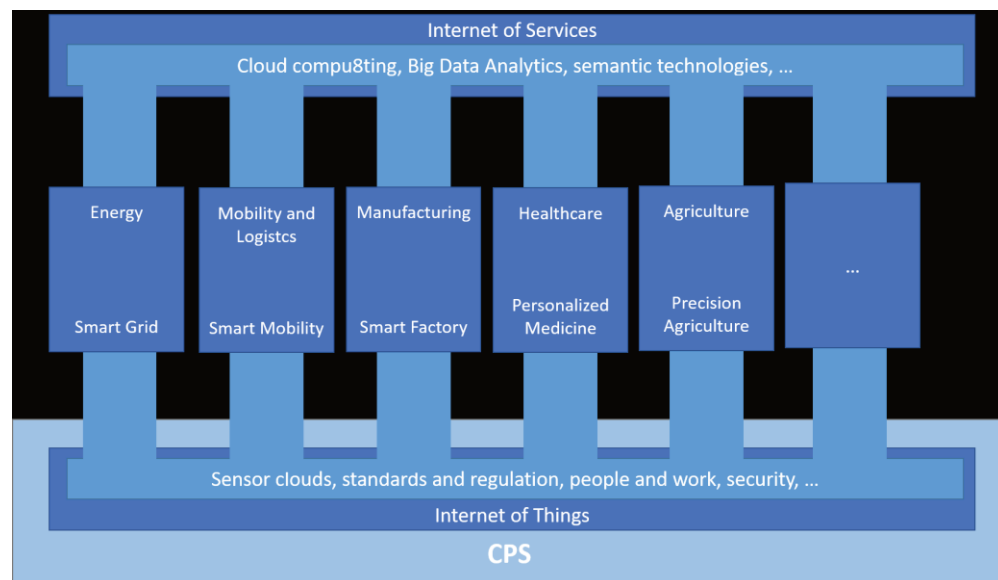 Internet of Services
Cloud compu8ting, Big Data Analytics, semantic technologies, ...
Energy
Smart Grid
Mobility and
Logistcs
Smart Mobility
Manufacturing
Smart Factory
Healthcare
Personalized
Medicine
Agriculture
Precision
Agriculture
...
Sensor clouds, standards and regulation, people and work, security, ...
Internet of Things
CPS